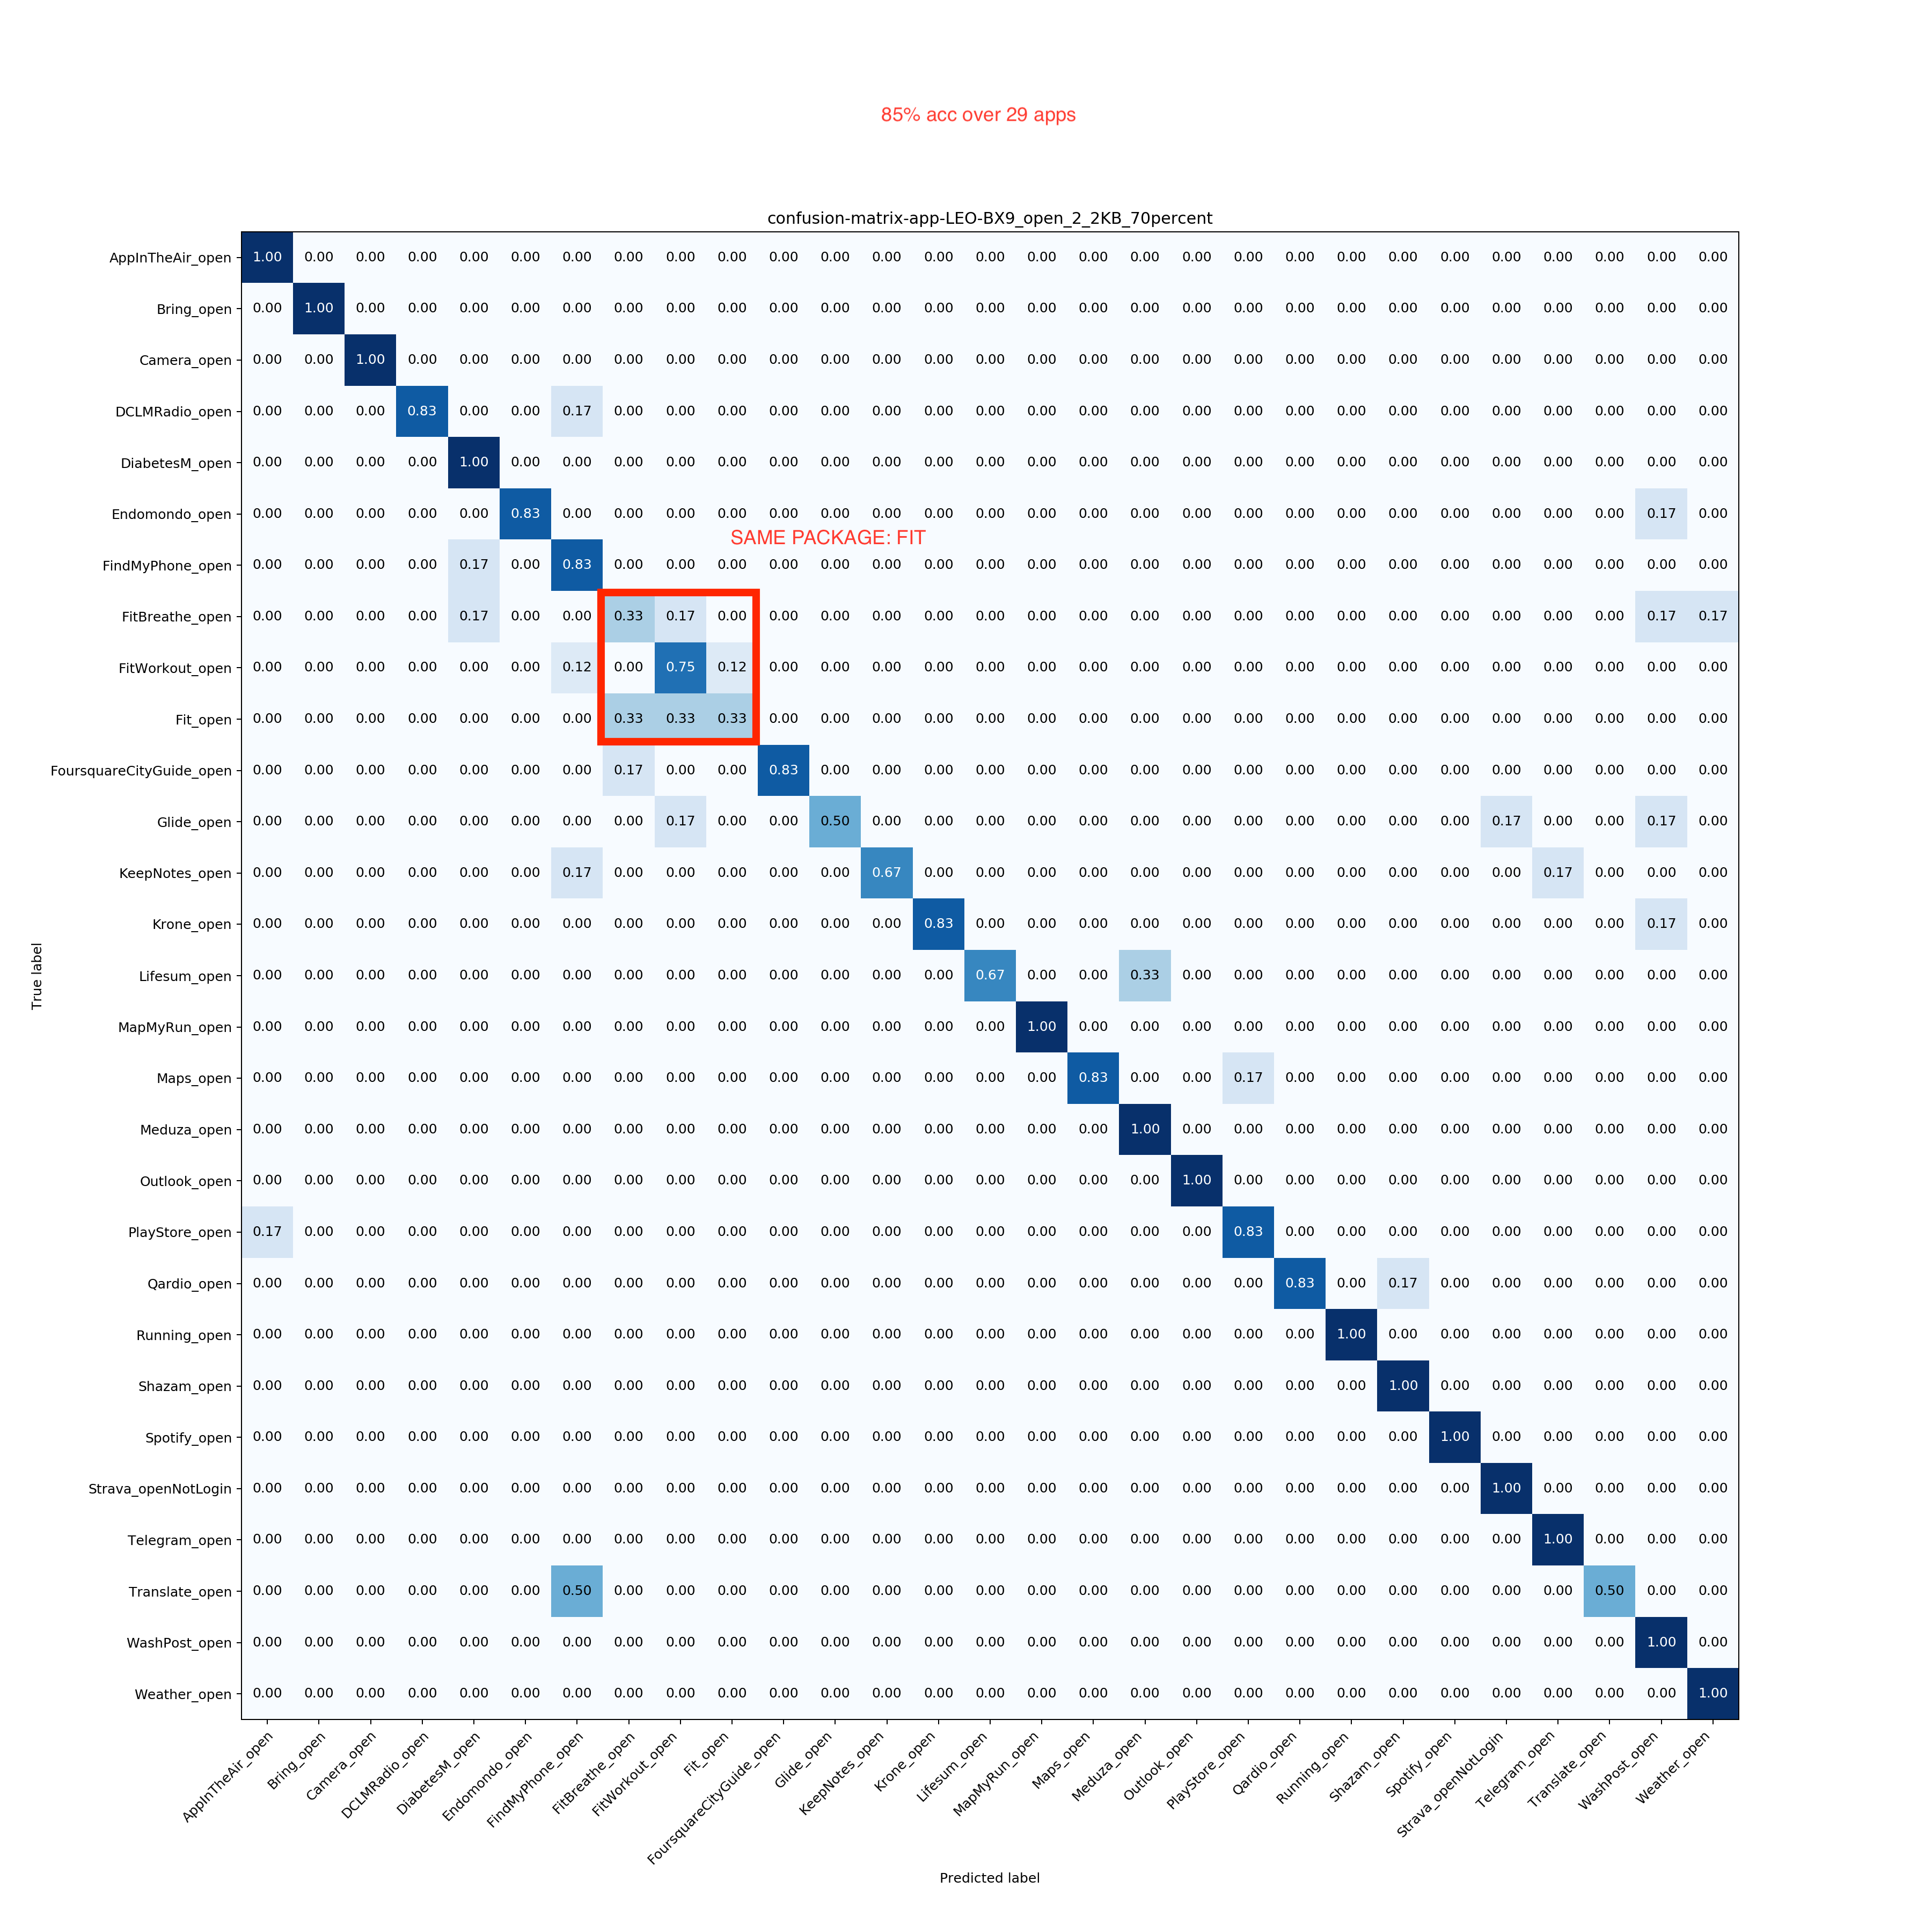 85% acc over 29 apps
confusion-matrix-app-LEO-BX9_open_2_2KB_70percent
AppInTheAir_open 1.00 0.00 0.00 0.00 0.00 0.00 0.00 0.00 0.00 0.00 0.00 0.00 0.00 0.00 0.00 0.00 0.00 0.00 0.00 0.00 0.00 0.00 0.00 0.00 0.00 0.00 0.00 0.00 0.00
Bring_open 0.00 1.00 0.00 0.00 0.00 0.00 0.00 0.00 0.00 0.00 0.00 0.00 0.00 0.00 0.00 0.00 0.00 0.00 0.00 0.00 0.00 0.00 0.00 0.00 0.00 0.00 0.00 0.00 0.00
Camera_open 0.00 0.00 1.00 0.00 0.00 0.00 0.00 0.00 0.00 0.00 0.00 0.00 0.00 0.00 0.00 0.00 0.00 0.00 0.00 0.00 0.00 0.00 0.00 0.00 0.00 0.00 0.00 0.00 0.00
DCLMRadio_open 0.00 0.00 0.00 0.83 0.00 0.00 0.17 0.00 0.00 0.00 0.00 0.00 0.00 0.00 0.00 0.00 0.00 0.00 0.00 0.00 0.00 0.00 0.00 0.00 0.00 0.00 0.00 0.00 0.00
DiabetesM_open 0.00 0.00 0.00 0.00 1.00 0.00 0.00 0.00 0.00 0.00 0.00 0.00 0.00 0.00 0.00 0.00 0.00 0.00 0.00 0.00 0.00 0.00 0.00 0.00 0.00 0.00 0.00 0.00 0.00
Endomondo_open 0.00 0.00 0.00 0.00 0.00 0.83 0.00 0.00 0.00 0.00 0.00 0.00 0.00 0.00 0.00 0.00 0.00 0.00 0.00 0.00 0.00 0.00 0.00 0.00 0.00 0.00 0.00 0.17 0.00
SAME PACKAGE: FIT
FindMyPhone_open 0.00 0.00 0.00 0.00 0.17 0.00 0.83 0.00 0.00 0.00 0.00 0.00 0.00 0.00 0.00 0.00 0.00 0.00 0.00 0.00 0.00 0.00 0.00 0.00 0.00 0.00 0.00 0.00 0.00
FitBreathe_open 0.00 0.00 0.00 0.00 0.17 0.00 0.00 0.33 0.17 0.00 0.00 0.00 0.00 0.00 0.00 0.00 0.00 0.00 0.00 0.00 0.00 0.00 0.00 0.00 0.00 0.00 0.00 0.17 0.17
FitWorkout_open 0.00 0.00 0.00 0.00 0.00 0.00 0.12 0.00 0.75 0.12 0.00 0.00 0.00 0.00 0.00 0.00 0.00 0.00 0.00 0.00 0.00 0.00 0.00 0.00 0.00 0.00 0.00 0.00 0.00
Fit_open 0.00 0.00 0.00 0.00 0.00 0.00 0.00 0.33 0.33 0.33 0.00 0.00 0.00 0.00 0.00 0.00 0.00 0.00 0.00 0.00 0.00 0.00 0.00 0.00 0.00 0.00 0.00 0.00 0.00
FoursquareCityGuide_open 0.00 0.00 0.00 0.00 0.00 0.00 0.00 0.17 0.00 0.00 0.83 0.00 0.00 0.00 0.00 0.00 0.00 0.00 0.00 0.00 0.00 0.00 0.00 0.00 0.00 0.00 0.00 0.00 0.00
Glide_open 0.00 0.00 0.00 0.00 0.00 0.00 0.00 0.00 0.17 0.00 0.00 0.50 0.00 0.00 0.00 0.00 0.00 0.00 0.00 0.00 0.00 0.00 0.00 0.00 0.17 0.00 0.00 0.17 0.00
KeepNotes_open 0.00 0.00 0.00 0.00 0.00 0.00 0.17 0.00 0.00 0.00 0.00 0.00 0.67 0.00 0.00 0.00 0.00 0.00 0.00 0.00 0.00 0.00 0.00 0.00 0.00 0.17 0.00 0.00 0.00
Krone_open 0.00 0.00 0.00 0.00 0.00 0.00 0.00 0.00 0.00 0.00 0.00 0.00 0.00 0.83 0.00 0.00 0.00 0.00 0.00 0.00 0.00 0.00 0.00 0.00 0.00 0.00 0.00 0.17 0.00
Lifesum_open 0.00 0.00 0.00 0.00 0.00 0.00 0.00 0.00 0.00 0.00 0.00 0.00 0.00 0.00 0.67 0.00 0.00 0.33 0.00 0.00 0.00 0.00 0.00 0.00 0.00 0.00 0.00 0.00 0.00
MapMyRun_open 0.00 0.00 0.00 0.00 0.00 0.00 0.00 0.00 0.00 0.00 0.00 0.00 0.00 0.00 0.00 1.00 0.00 0.00 0.00 0.00 0.00 0.00 0.00 0.00 0.00 0.00 0.00 0.00 0.00
Maps_open 0.00 0.00 0.00 0.00 0.00 0.00 0.00 0.00 0.00 0.00 0.00 0.00 0.00 0.00 0.00 0.00 0.83 0.00 0.00 0.17 0.00 0.00 0.00 0.00 0.00 0.00 0.00 0.00 0.00
Meduza_open 0.00 0.00 0.00 0.00 0.00 0.00 0.00 0.00 0.00 0.00 0.00 0.00 0.00 0.00 0.00 0.00 0.00 1.00 0.00 0.00 0.00 0.00 0.00 0.00 0.00 0.00 0.00 0.00 0.00
Outlook_open 0.00 0.00 0.00 0.00 0.00 0.00 0.00 0.00 0.00 0.00 0.00 0.00 0.00 0.00 0.00 0.00 0.00 0.00 1.00 0.00 0.00 0.00 0.00 0.00 0.00 0.00 0.00 0.00 0.00
PlayStore_open 0.17 0.00 0.00 0.00 0.00 0.00 0.00 0.00 0.00 0.00 0.00 0.00 0.00 0.00 0.00 0.00 0.00 0.00 0.00 0.83 0.00 0.00 0.00 0.00 0.00 0.00 0.00 0.00 0.00
Qardio_open 0.00 0.00 0.00 0.00 0.00 0.00 0.00 0.00 0.00 0.00 0.00 0.00 0.00 0.00 0.00 0.00 0.00 0.00 0.00 0.00 0.83 0.00 0.17 0.00 0.00 0.00 0.00 0.00 0.00
Running_open 0.00 0.00 0.00 0.00 0.00 0.00 0.00 0.00 0.00 0.00 0.00 0.00 0.00 0.00 0.00 0.00 0.00 0.00 0.00 0.00 0.00 1.00 0.00 0.00 0.00 0.00 0.00 0.00 0.00
Shazam_open 0.00 0.00 0.00 0.00 0.00 0.00 0.00 0.00 0.00 0.00 0.00 0.00 0.00 0.00 0.00 0.00 0.00 0.00 0.00 0.00 0.00 0.00 1.00 0.00 0.00 0.00 0.00 0.00 0.00
Spotify_open 0.00 0.00 0.00 0.00 0.00 0.00 0.00 0.00 0.00 0.00 0.00 0.00 0.00 0.00 0.00 0.00 0.00 0.00 0.00 0.00 0.00 0.00 0.00 1.00 0.00 0.00 0.00 0.00 0.00
Strava_openNotLogin 0.00 0.00 0.00 0.00 0.00 0.00 0.00 0.00 0.00 0.00 0.00 0.00 0.00 0.00 0.00 0.00 0.00 0.00 0.00 0.00 0.00 0.00 0.00 0.00 1.00 0.00 0.00 0.00 0.00
Telegram_open 0.00 0.00 0.00 0.00 0.00 0.00 0.00 0.00 0.00 0.00 0.00 0.00 0.00 0.00 0.00 0.00 0.00 0.00 0.00 0.00 0.00 0.00 0.00 0.00 0.00 1.00 0.00 0.00 0.00
Translate_open 0.00 0.00 0.00 0.00 0.00 0.00 0.50 0.00 0.00 0.00 0.00 0.00 0.00 0.00 0.00 0.00 0.00 0.00 0.00 0.00 0.00 0.00 0.00 0.00 0.00 0.00 0.50 0.00 0.00
WashPost_open 0.00 0.00 0.00 0.00 0.00 0.00 0.00 0.00 0.00 0.00 0.00 0.00 0.00 0.00 0.00 0.00 0.00 0.00 0.00 0.00 0.00 0.00 0.00 0.00 0.00 0.00 0.00 1.00 0.00
Weather_open 0.00 0.00 0.00 0.00 0.00 0.00 0.00 0.00 0.00 0.00 0.00 0.00 0.00 0.00 0.00 0.00 0.00 0.00 0.00 0.00 0.00 0.00 0.00 0.00 0.00 0.00 0.00 0.00 1.00
True label
AppInTheAir_open Bring_open Camera_open DCLMRadio_open DiabetesM_open Endomondo_open FindMyPhone_open FitBreathe_open FitWorkout_open Fit_open FoursquareCityGuide_open Glide_open KeepNotes_open Krone_open Lifesum_open MapMyRun_open Maps_open Meduza_open Outlook_open PlayStore_open Qardio_open Running_open Shazam_open Spotify_open Strava_openNotLogin Telegram_open Translate_open WashPost_open Weather_open
Predicted label